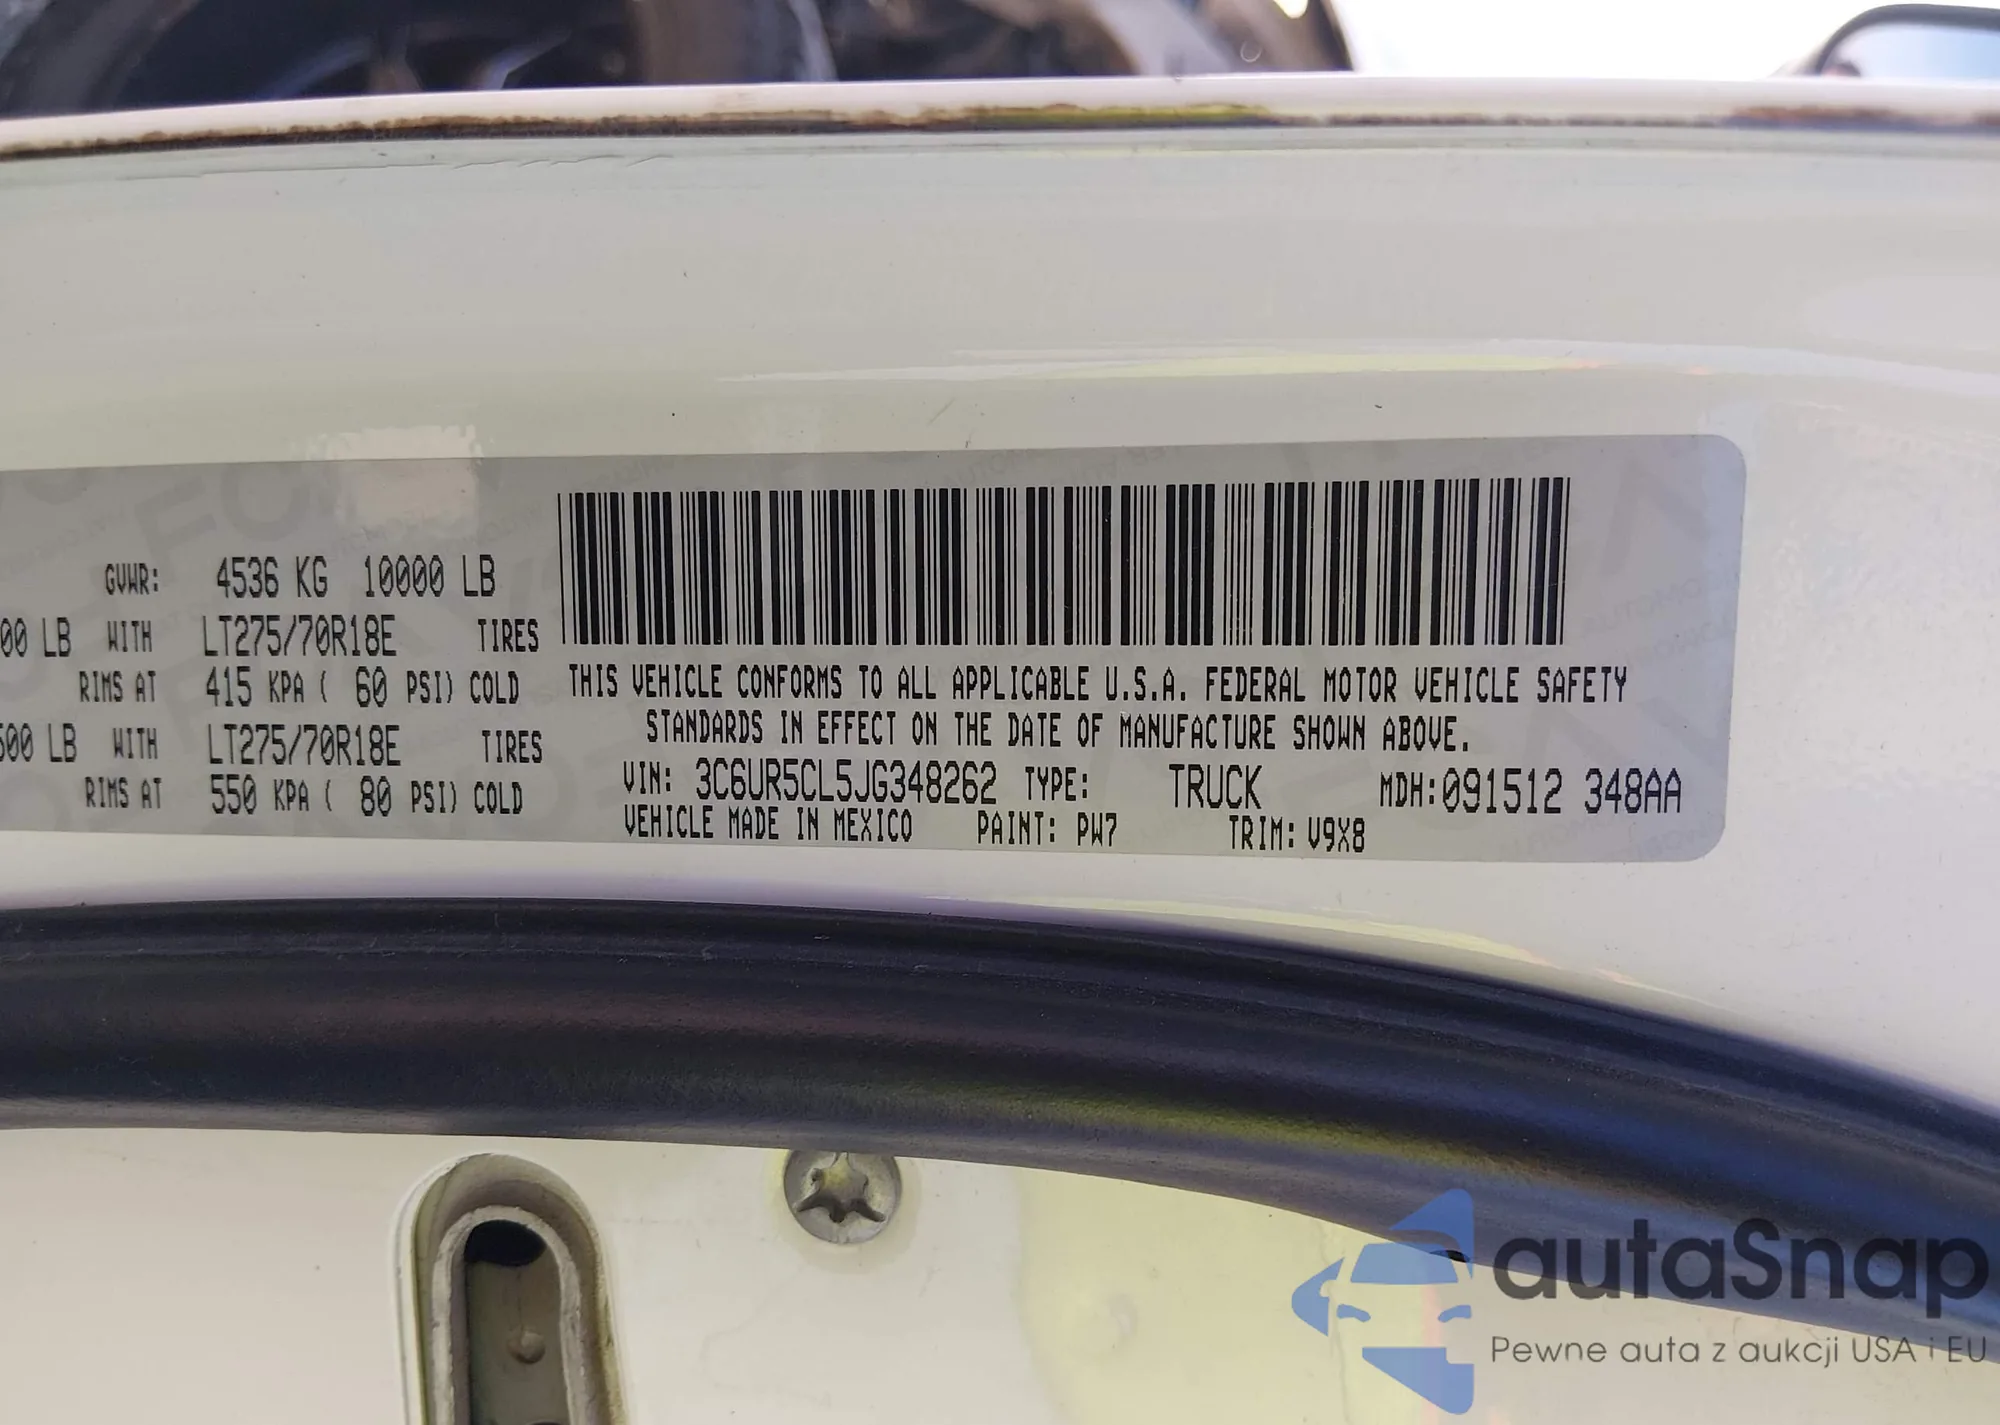 GVWR: 4536 KG 10000 LB
00 LB WITH LT275/70R18E TIRES
RIMS AT 415 KPA ( 60 PSI) COLD
500 LB WITH LT275/70R18E TIRES
RIMS AT 550 KPA ( 80 PSI) COLD
THIS VEHICLE CONFORMS TO ALL APPLICABLE U.S.A. FEDERAL MOTOR VEHICLE SAFETY
STANDARDS IN EFFECT ON THE DATE OF MANUFACTURE SHOWN ABOVE.
VIN: 3C6UR5CL5JG348262 TYPE: TRUCK MDH:091512 348AA
VEHICLE MADE IN MEXICO PAINT: PW7 TRIM: V9X8
autaSnap
Pewne auta z aukcji USA i EU